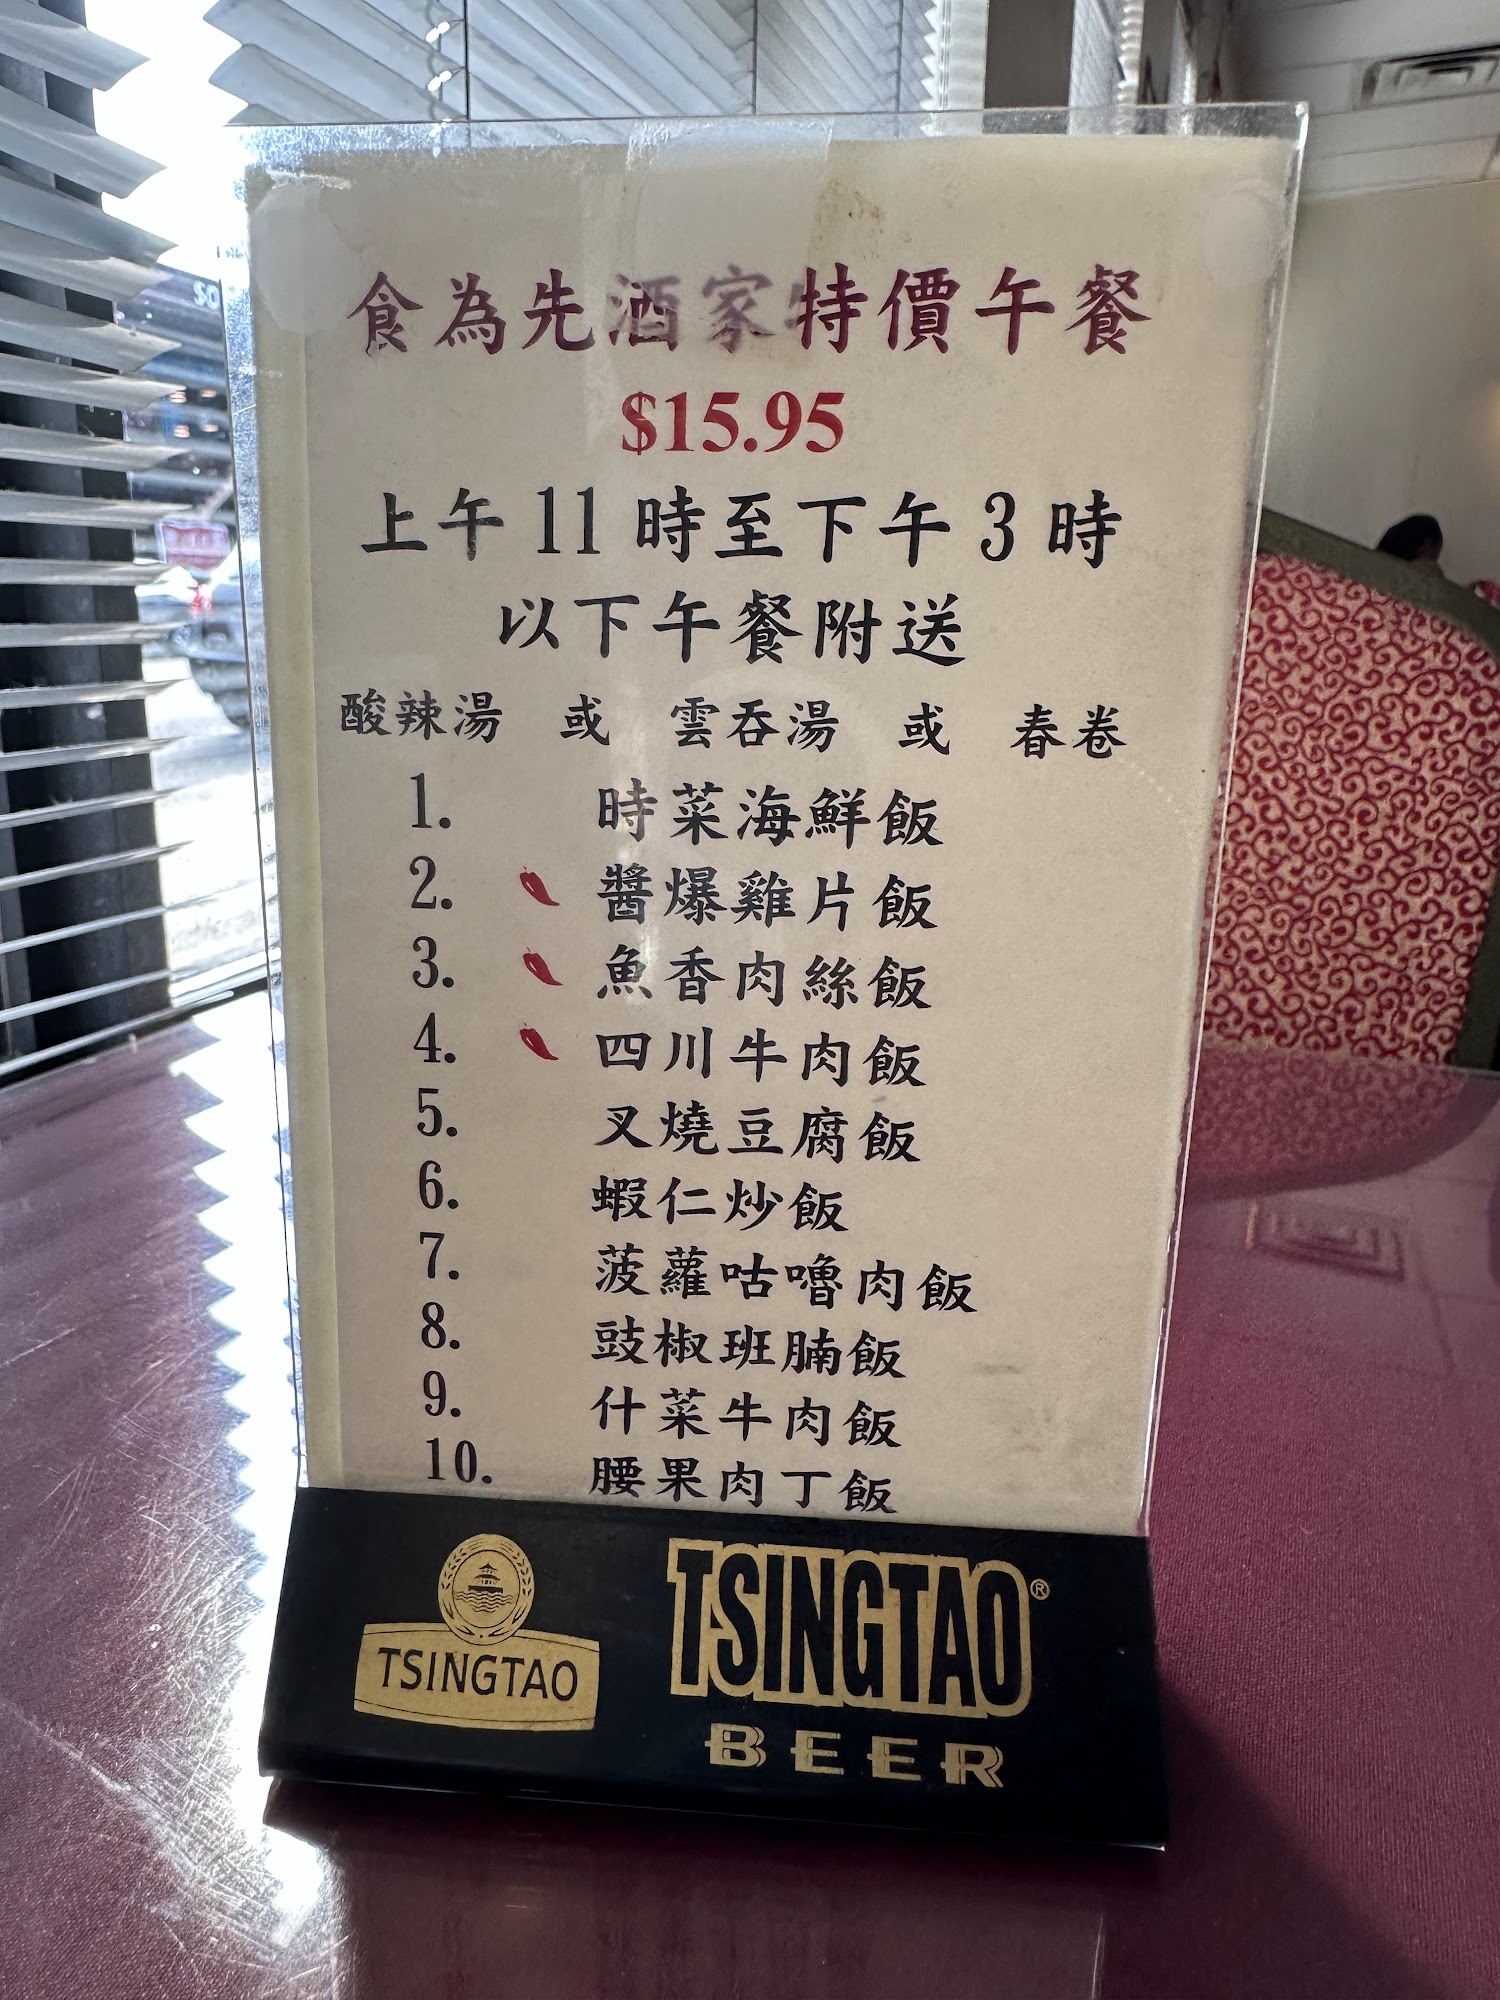 食為先酒家特價午餐
$15.95
上午 11 時至下午 3 時
以下午餐附送
酸辣湯 或 雲吞湯 或 春卷
1. 時菜海鮮飯
2. 醬爆雞片飯
3. 魚香肉絲飯
4. 四川牛肉飯
5. 叉燒豆腐飯
6. 蝦仁炒飯
7. 菠蘿咕嚕肉飯
8. 豉椒班腩飯
9. 什菜牛肉飯
10. 腰果肉丁飯
TSINGTAO
TSINGTAO®
BEER